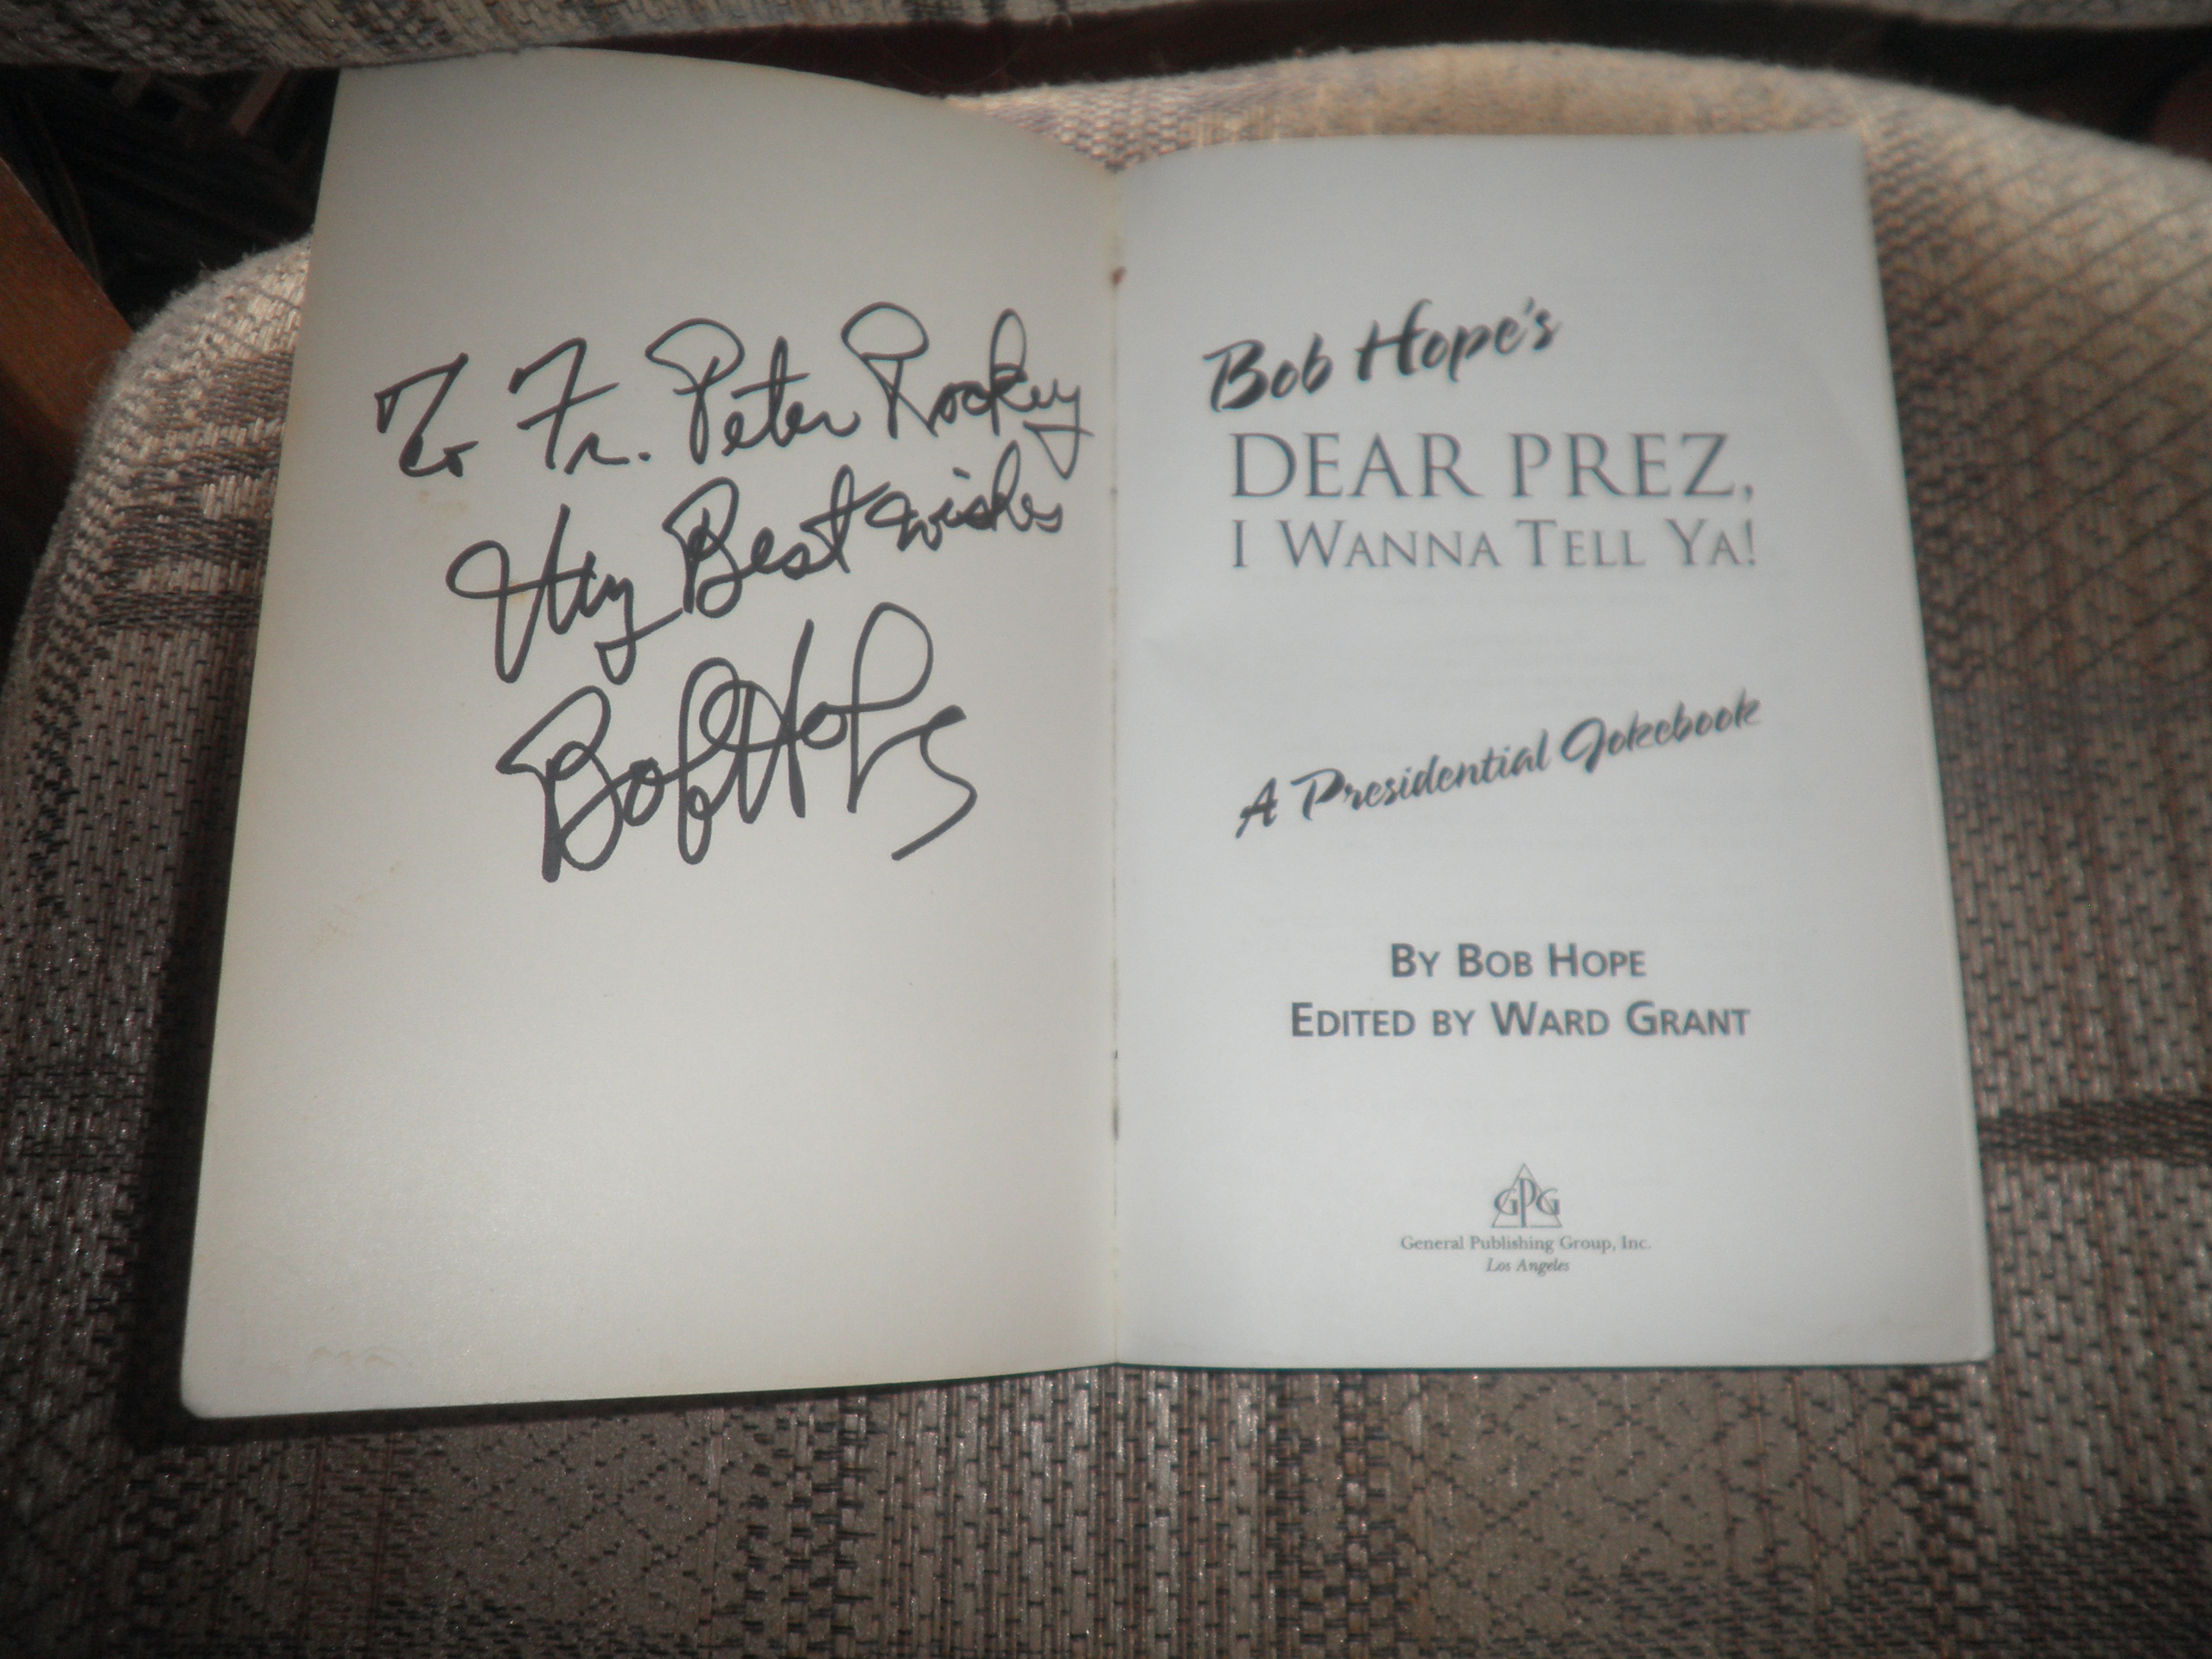 To Fr. Peter Rookey
My Best wishes
Bob Hope
Bob Hope's
DEAR PREZ,
I WANNA TELL YA!
A Presidential Jokebook
BY BOB HOPE
EDITED BY WARD GRANT
GPG
General Publishing Group, Inc.
Los Angeles